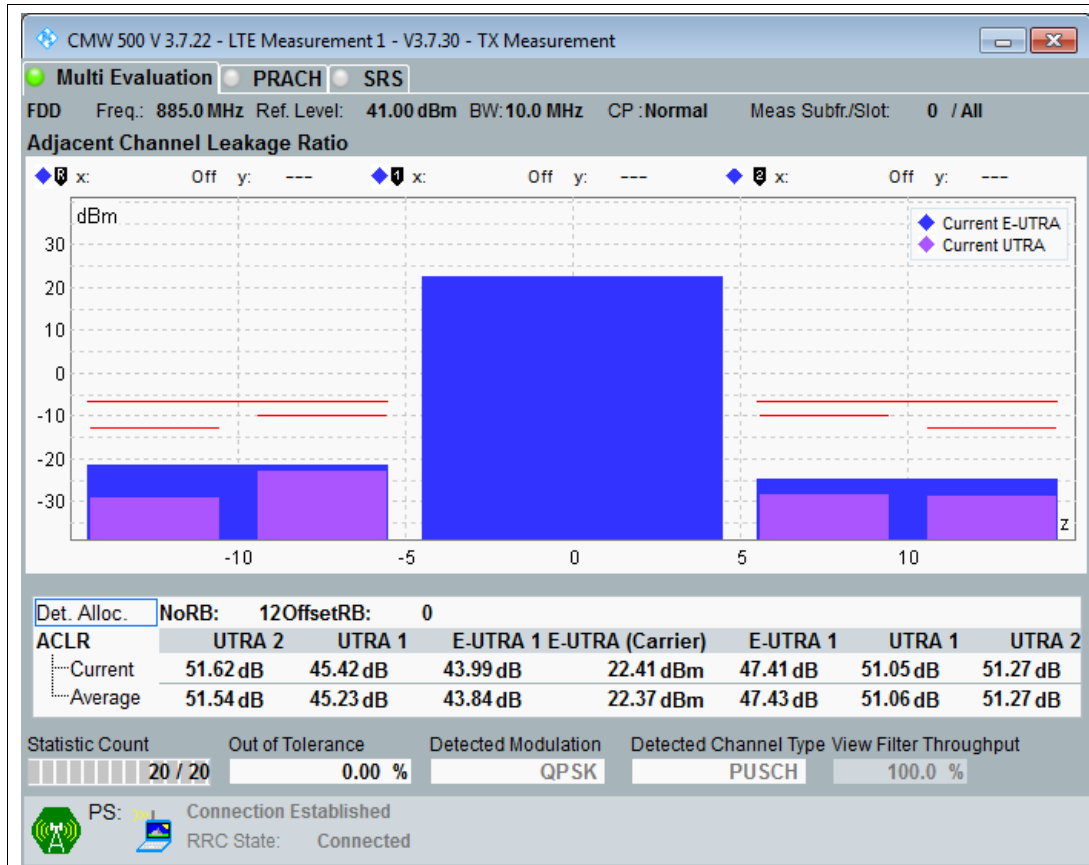 CMW 500 V 3.7.22 - LTE Measurement 1 - V3.7.30 - TX Measurement
Multi Evaluation PRACH SRS
FDD Freq.: 885.0 MHz Ref. Level: 41.00 dBm BW: 10.0 MHz CP : Normal Meas Subfr./Slot: 0 / All
Adjacent Channel Leakage Ratio
R x: Off y: --- 1 x: Off y: --- 2 x: Off y: ---
dBm
Current E-UTRA
Current UTRA
30
20
10
0
-10
-20
-30
z
-10 -5 0 5 10
Det. Alloc. NoRB: 12 OffsetRB: 0
ACLR UTRA 2 UTRA 1 E-UTRA 1 E-UTRA (Carrier) E-UTRA 1 UTRA 1 UTRA 2
Current 51.62 dB 45.42 dB 43.99 dB 22.41 dBm 47.41 dB 51.05 dB 51.27 dB
Average 51.54 dB 45.23 dB 43.84 dB 22.37 dBm 47.43 dB 51.06 dB 51.27 dB
Statistic Count Out of Tolerance Detected Modulation Detected Channel Type View Filter Throughput
20 / 20 0.00 % QPSK PUSCH 100.0 %
PS: Connection Established
RRC State: Connected